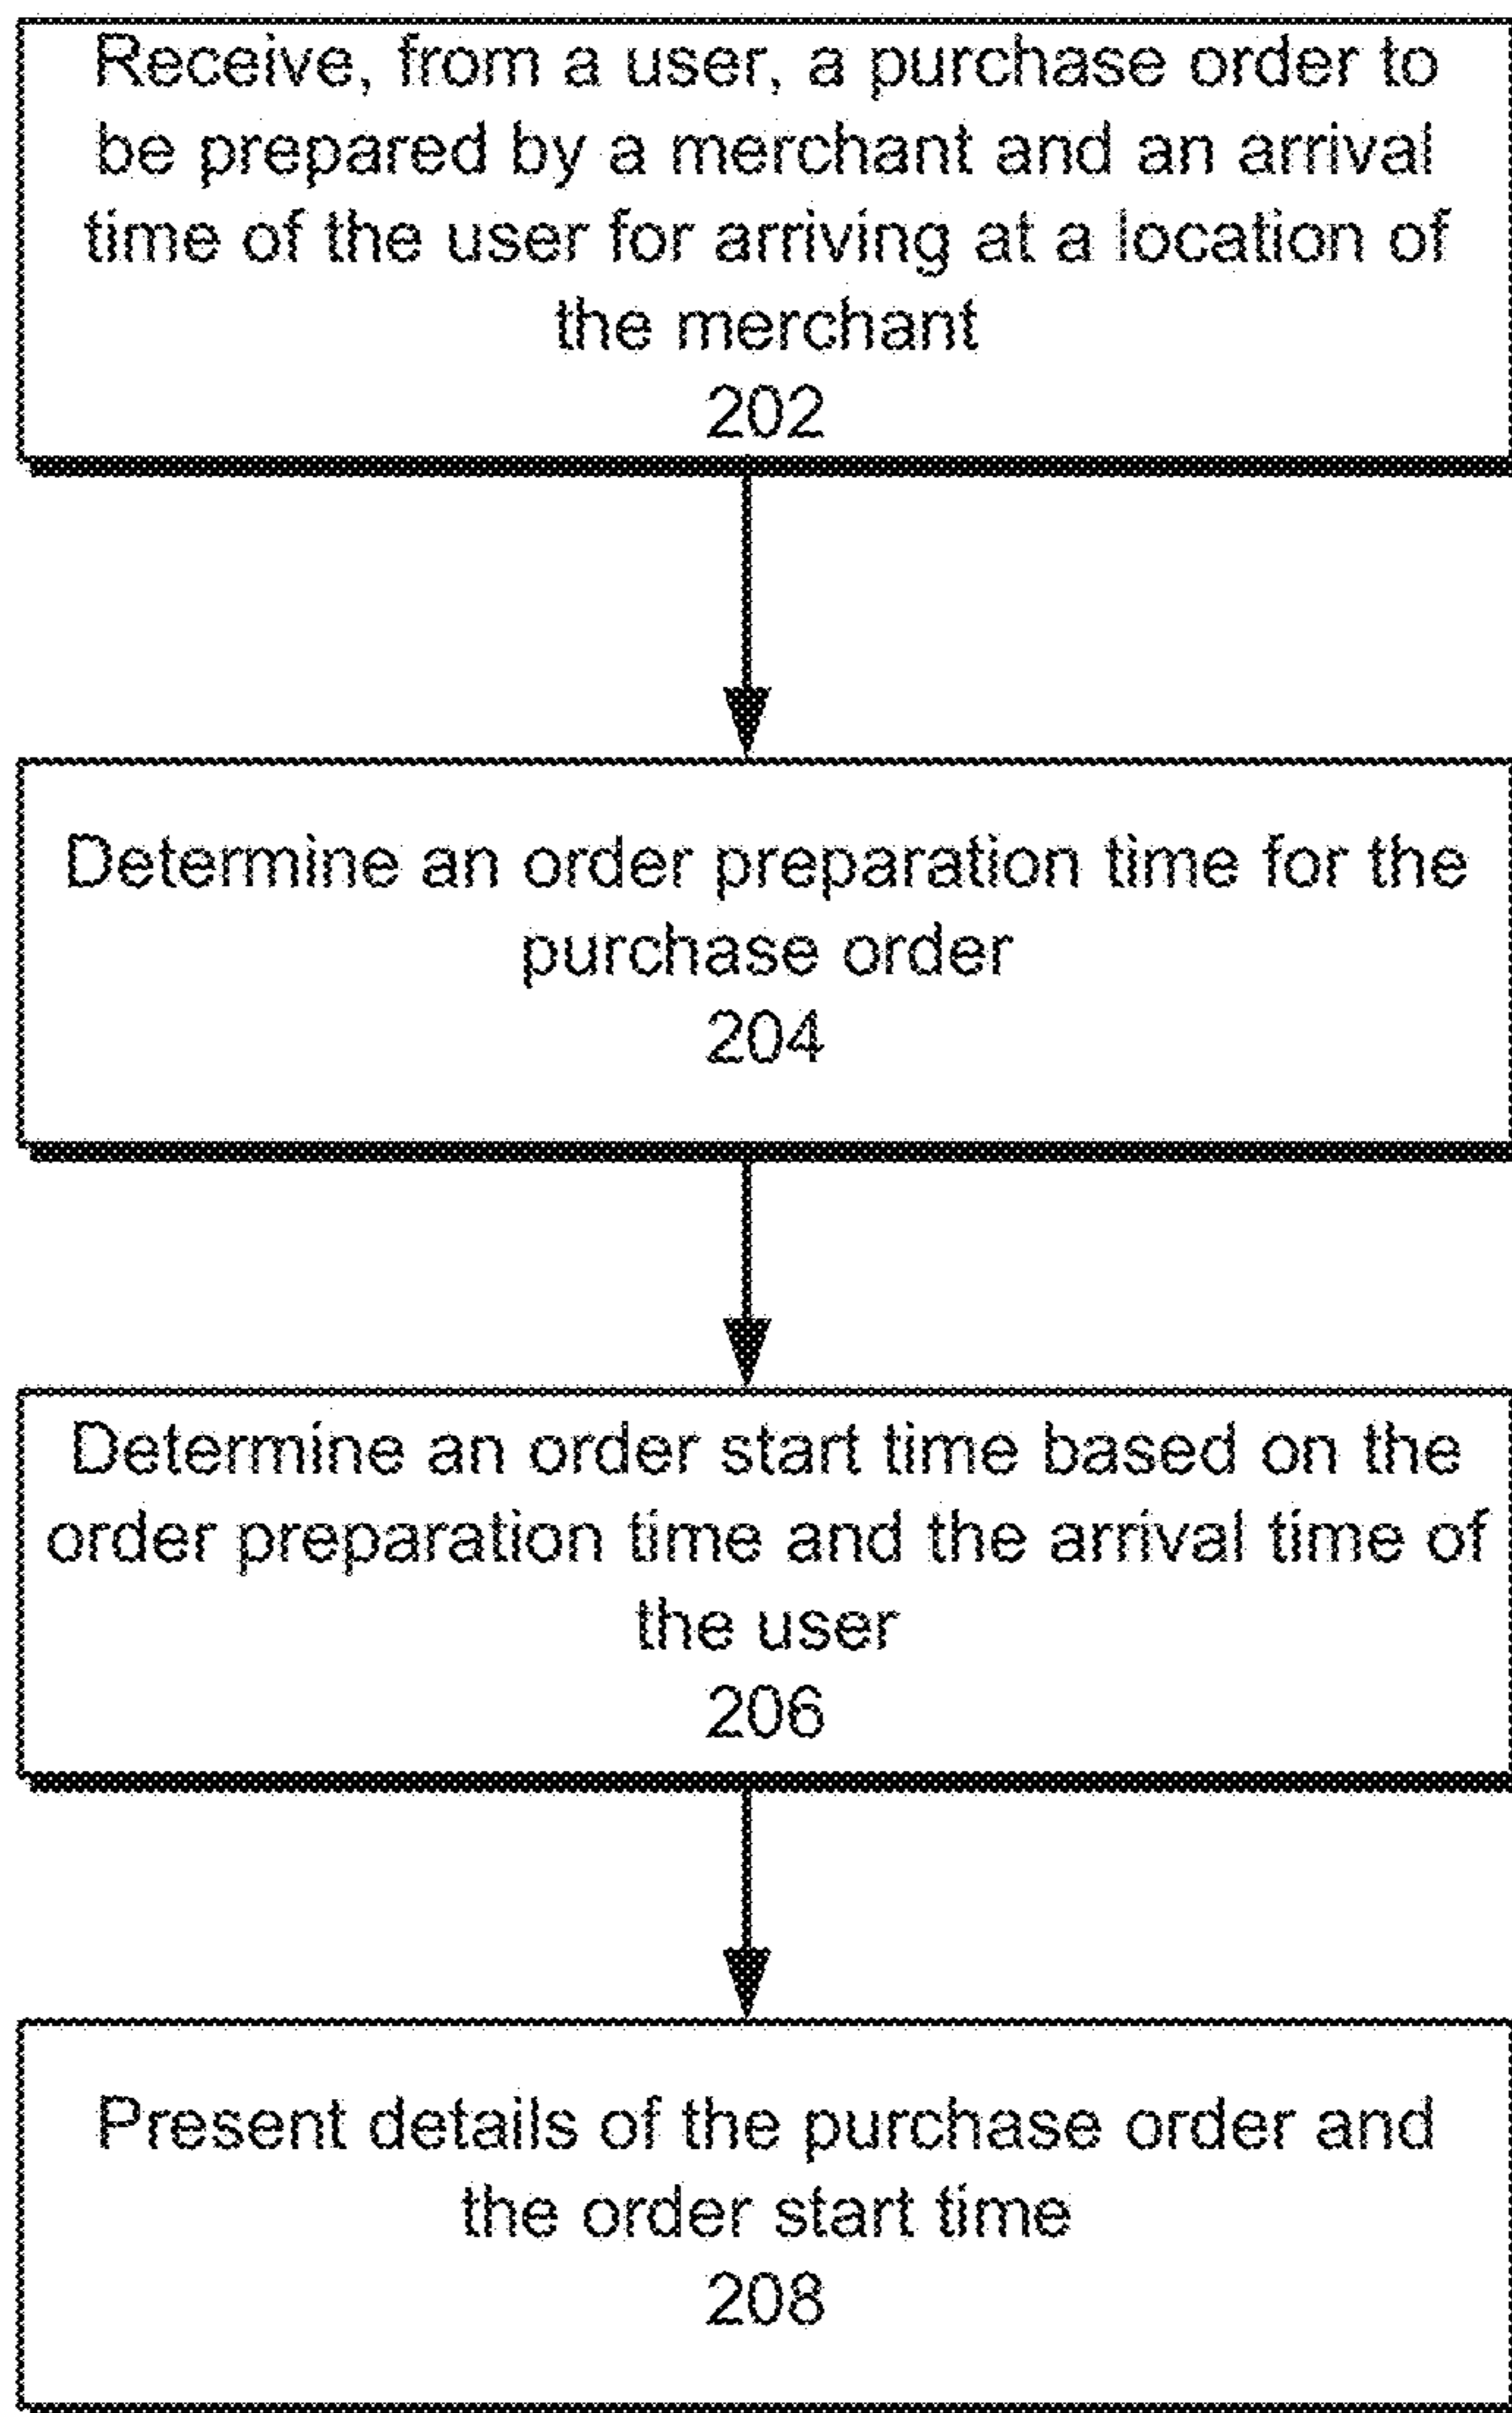 Receive, from a user, a purchase order to
be prepared by a merchant and an arrival
time of the user for arriving at a location of
the merchant
202
Determine an order preparation time for the
purchase order
204
Determine an order start time based on the
order preparation time and the arrival time of
the user
206
Present details of the purchase order and
the order start time
208